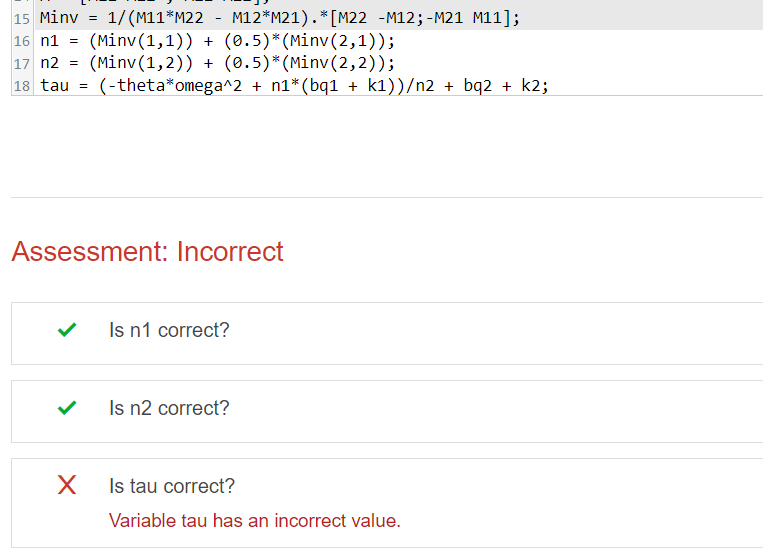 15 Minv = 1/(M11*M22 - M12*M21).*[M22 -M12;-M21 M11];
16 n1 = (Minv(1,1)) + (0.5)*(Minv(2,1));
17 n2 = (Minv(1,2)) + (0.5)*(Minv(2,2));
18 tau = (-theta*omega^2 + n1*(bq1 + k1))/n2 + bq2 + k2;
Assessment: Incorrect
Is n1 correct?
Is n2 correct?
X Is tau correct?
Variable tau has an incorrect value.